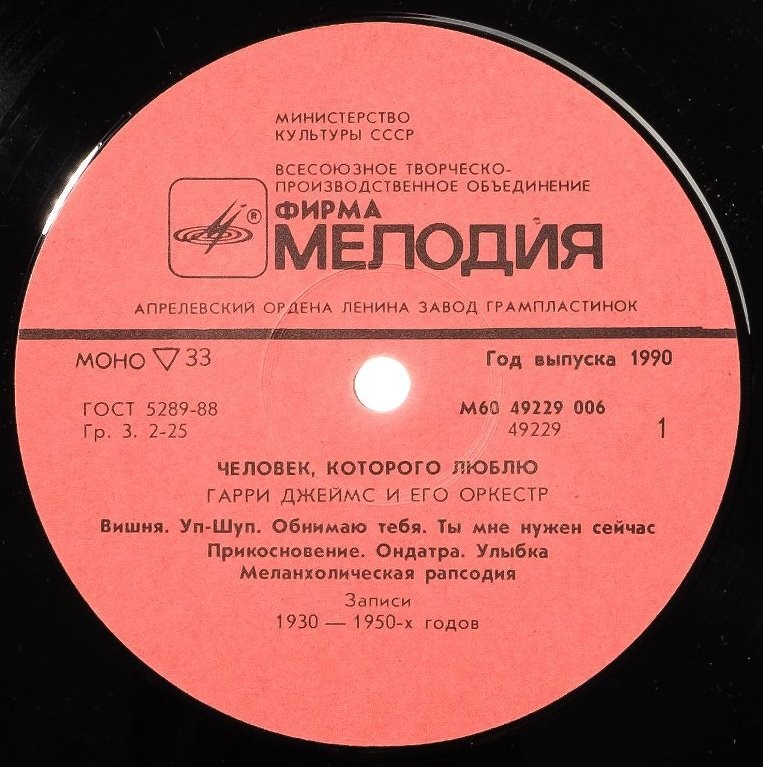 МИНИСТЕРСТВО
КУЛЬТУРЫ СССР
ВСЕСОЮЗНОЕ ТВОРЧЕСКО-
ПРОИЗВОДСТВЕННОЕ ОБЪЕДИНЕНИЕ
®
ФИРМА
МЕЛОДИЯ
АПРЕЛЕВСКИЙ ОРДЕНА ЛЕНИНА ЗАВОД ГРАМПЛАСТИНОК
МОНО ▽ 33 Год выпуска 1990
ГОСТ 5289-88 М60 49229 006
Гр. 3. 2-25 49229 1
ЧЕЛОВЕК, КОТОРОГО ЛЮБЛЮ
ГАРРИ ДЖЕЙМС И ЕГО ОРКЕСТР
Вишня. Уп-Шуп. Обнимаю тебя. Ты мне нужен сейчас
Прикосновение. Ондатра. Улыбка
Меланхолическая рапсодия
Записи
1930 — 1950-х годов